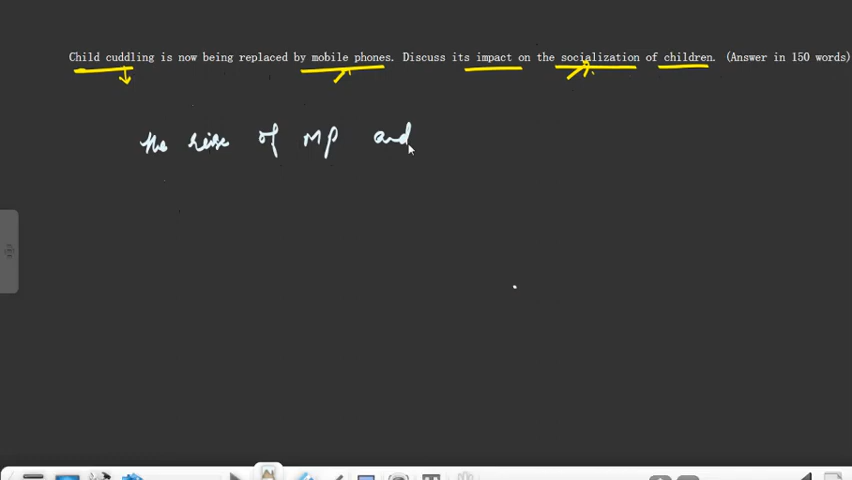 Child cuddling is now being replaced by mobile phones. Discuss its impact on the socialization of children. (Answer in 150 words)
the rise of MP and